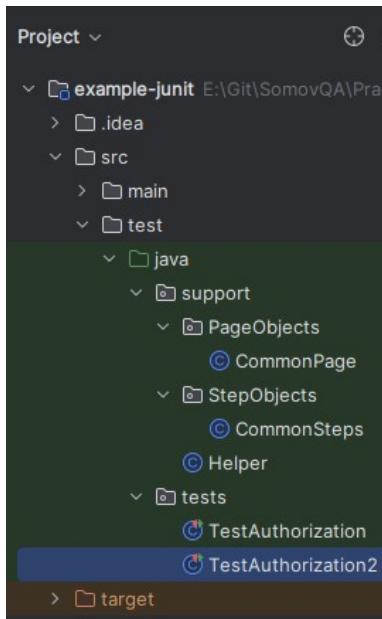 Project
example-junit E:\Git\SomovQA\Pra
.idea
src
main
test
java
support
PageObjects
CommonPage
StepObjects
CommonSteps
Helper
tests
TestAuthorization
TestAuthorization2
target